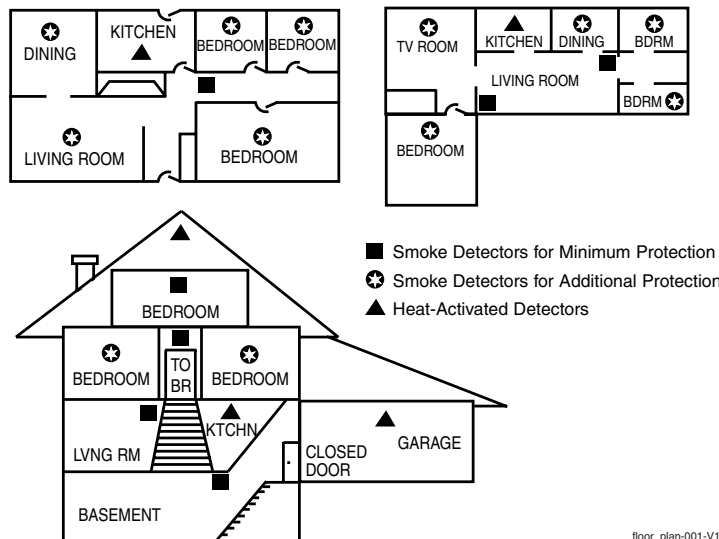 DINING
KITCHEN
BEDROOM
BEDROOM
LIVING ROOM
BEDROOM
TV ROOM
KITCHEN
DINING
BDRM
LIVING ROOM
BDRM
BEDROOM
Smoke Detectors for Minimum Protection
Smoke Detectors for Additional Protection
Heat-Activated Detectors
BEDROOM
BEDROOM
TO
BR
BEDROOM
LVNG RM
KTCHN
CLOSED
DOOR
GARAGE
BASEMENT
floor_plan-001-V1